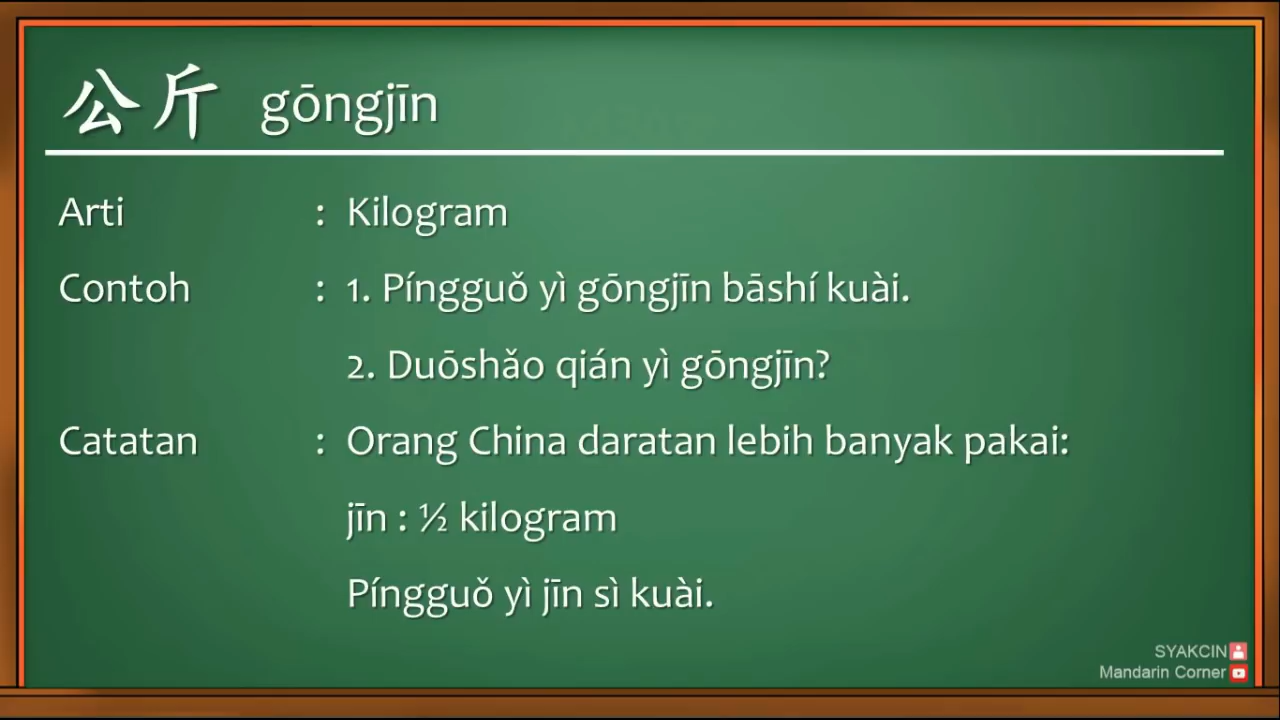 公斤 gōngjīn
Arti : Kilogram
Contoh : 1. Píngguǒ yì gōngjīn bāshí kuài.
2. Duōshǎo qián yì gōngjīn?
Catatan : Orang China daratan lebih banyak pakai:
jīn : ½ kilogram
Píngguǒ yì jīn sì kuài.
SYAKCIN
Mandarin Corner